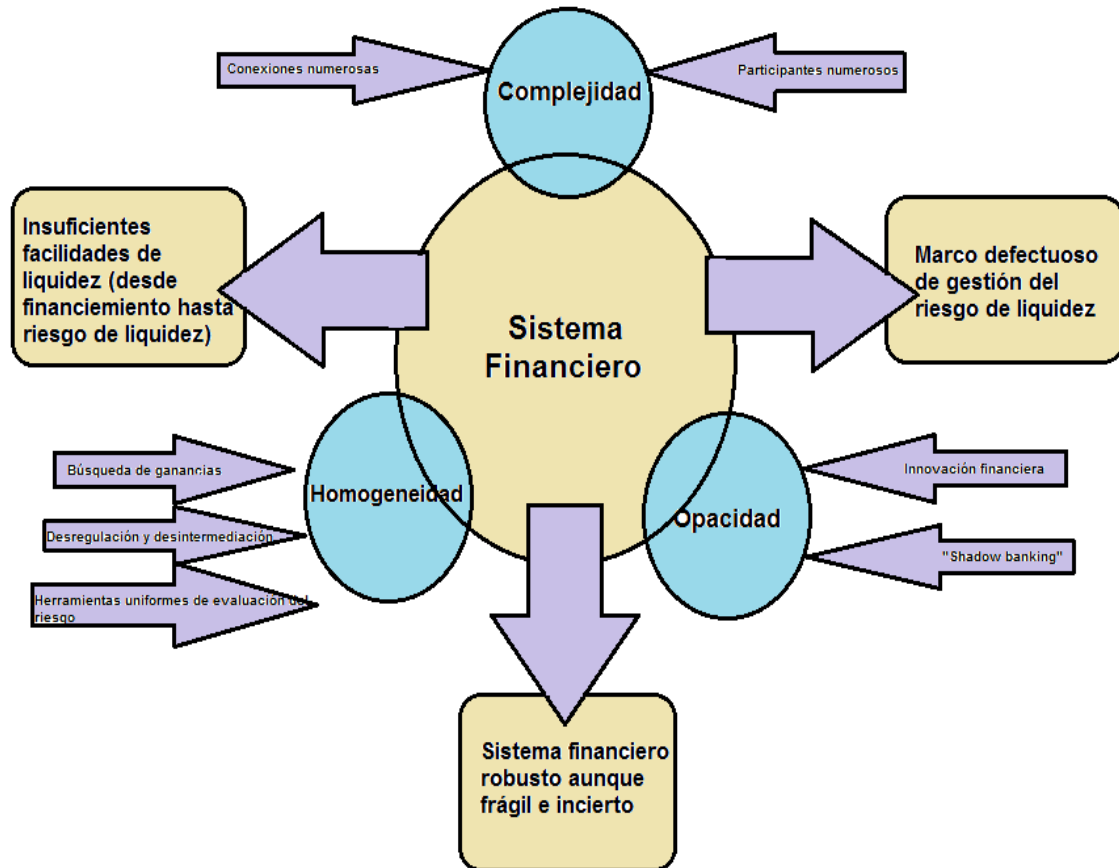 Conexiones numerosas
Participantes numerosos
Complejidad
Insuficientes
facilidades de
liquidez (desde
financiemiento hasta
riesgo de liquidez)
Marco defectuoso
de gestión del
riesgo de liquidez
Sistema
Financiero
Búsqueda de ganancias
Desregulación y desintermediación
Herramientas uniformes de evaluación del
riesgo
Homogeneidad
Opacidad
Innovación financiera
"Shadow banking"
Sistema financiero
robusto aunque
frágil e incierto